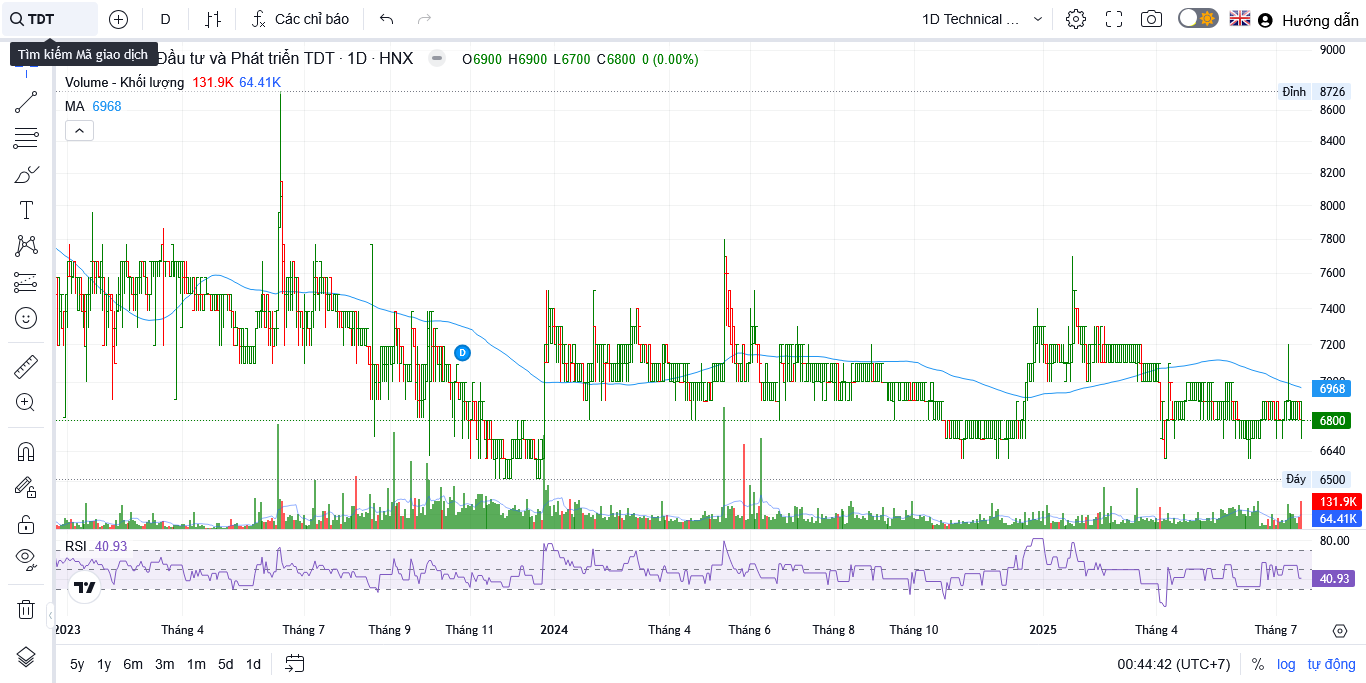 TDT
D
Các chỉ báo
1D Technical ...
Hướng dẫn
Tìm kiếm Mã giao dịch
Đầu tư và Phát triển TDT · 1D · HNX
O6900 H6900 L6700 C6800 0 (0.00%)
Volume - Khối lượng 131.9K 64.41K
MA 6968
9000
Đỉnh 8726
8600
8400
8200
8000
7800
7600
7400
7200
7000
6968
6800
6640
Đáy 6500
131.9K
64.41K
D
RSI 40.93
80.00
40.93
2023
Tháng 4
Tháng 7
Tháng 9
Tháng 11
2024
Tháng 4
Tháng 6
Tháng 8
Tháng 10
2025
Tháng 4
Tháng 7
5y 1y 6m 3m 1m 5d 1d
00:44:42 (UTC+7)
% log tự động